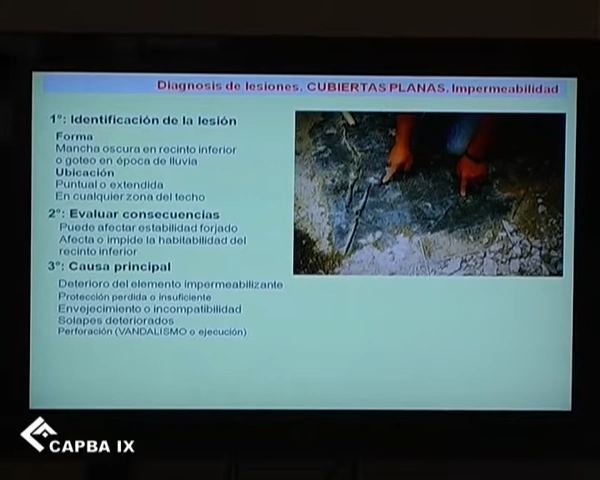 Diagnosis de lesiones. CUBIERTAS PLANAS. Impermeabilidad
1°: Identificación de la lesión
Forma
Mancha oscura en recinto inferior
o goteo en época de lluvia
Ubicación
Puntual o extendida
En cualquier zona del techo
2°: Evaluar consecuencias
Puede afectar estabilidad forjado
Afecta o impide la habitabilidad del
recinto inferior
3°: Causa principal
Deterioro del elemento impermeabilizante
Protección perdida o insuficiente
Envejecimiento o incompatibilidad
Solapes deteriorados
Perforación (VANDALISMO o ejecución)
CAPBA IX